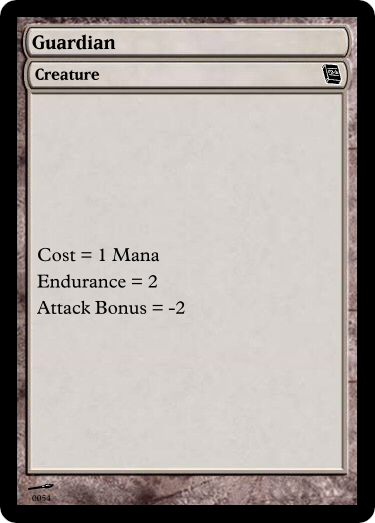 Guardian
Creature
Cost = 1 Mana
Endurance = 2
Attack Bonus = -2
0054